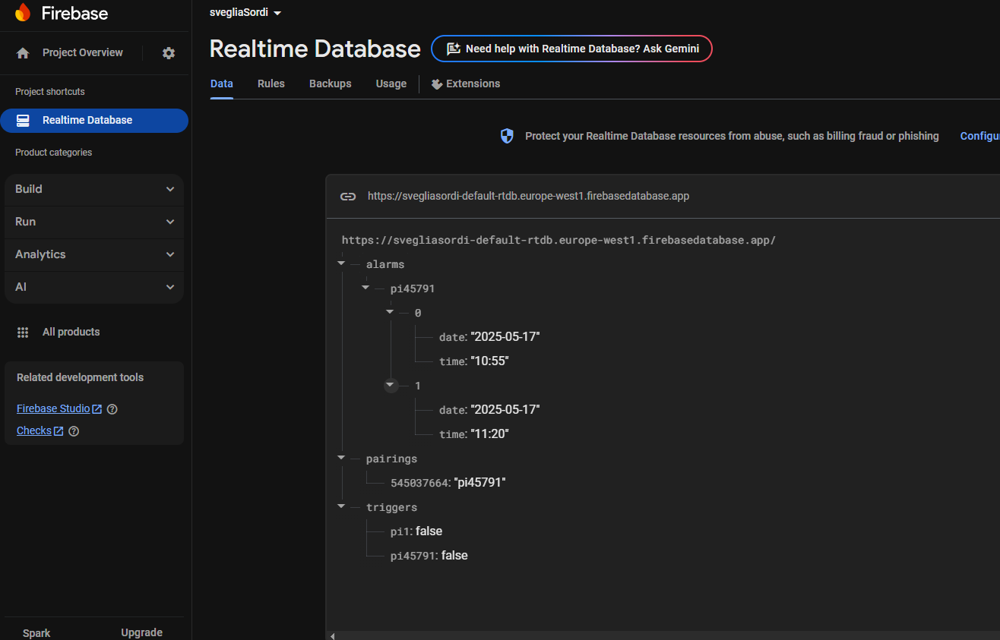 Firebase
Project Overview
Project shortcuts
Realtime Database
Product categories
Build
Run
Analytics
AI
All products
Related development tools
Firebase Studio
Checks
Spark
Upgrade
svegliaSordi
Realtime Database
Need help with Realtime Database? Ask Gemini
Data Rules Backups Usage Extensions
Protect your Realtime Database resources from abuse, such as billing fraud or phishing Configu
https://svegliasordi-default-rtdb.europe-west1.firebasedatabase.app
https://svegliasordi-default-rtdb.europe-west1.firebasedatabase.app/
alarms
pi45791
0
date: "2025-05-17"
time: "10:55"
1
date: "2025-05-17"
time: "11:20"
pairings
545037664: "pi45791"
triggers
pi1: false
pi45791: false